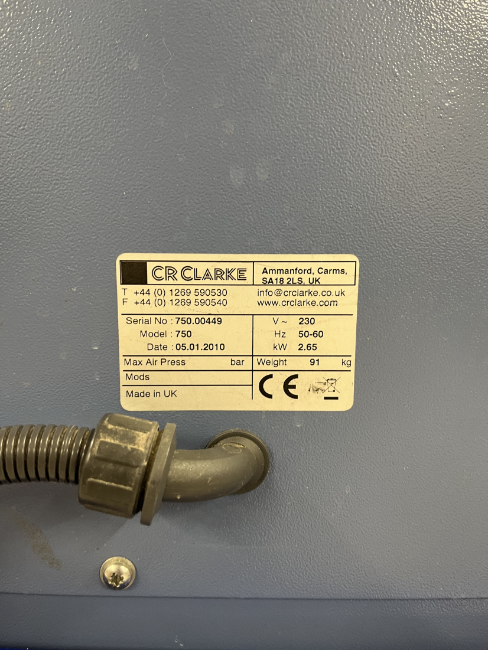 CR CLARKE
Ammanford, Carms,
SA18 2LS, UK
T +44 (0) 1269 590530
F +44 (0) 1269 590540
info@crclarke.co.uk
www.crclarke.com
Serial No : 750.00449
Model : 750
Date : 05.01.2010
V ~ 230
Hz 50-60
kW 2.65
Max Air Press bar
Weight 91 kg
Mods
Made in UK
CE